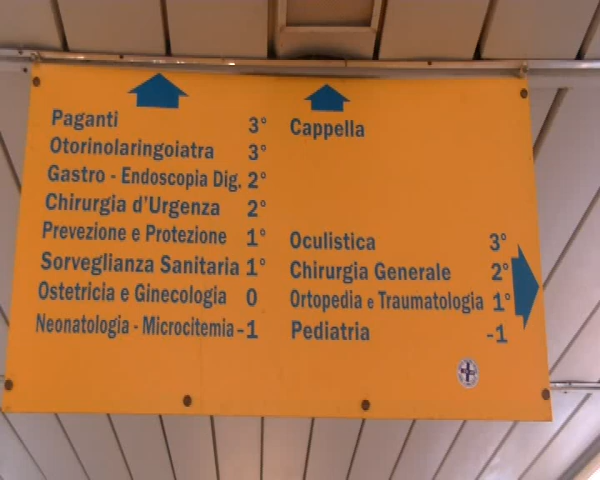 Paganti 3°
Otorinolaringoiatra 3°
Gastro - Endoscopia Dig. 2°
Chirurgia d'Urgenza 2°
Prevezione e Protezione 1°
Sorveglianza Sanitaria 1°
Ostetricia e Ginecologia 0
Neonatologia - Microcitemia -1
Cappella
Oculistica 3°
Chirurgia Generale 2°
Ortopedia e Traumatologia 1°
Pediatria -1